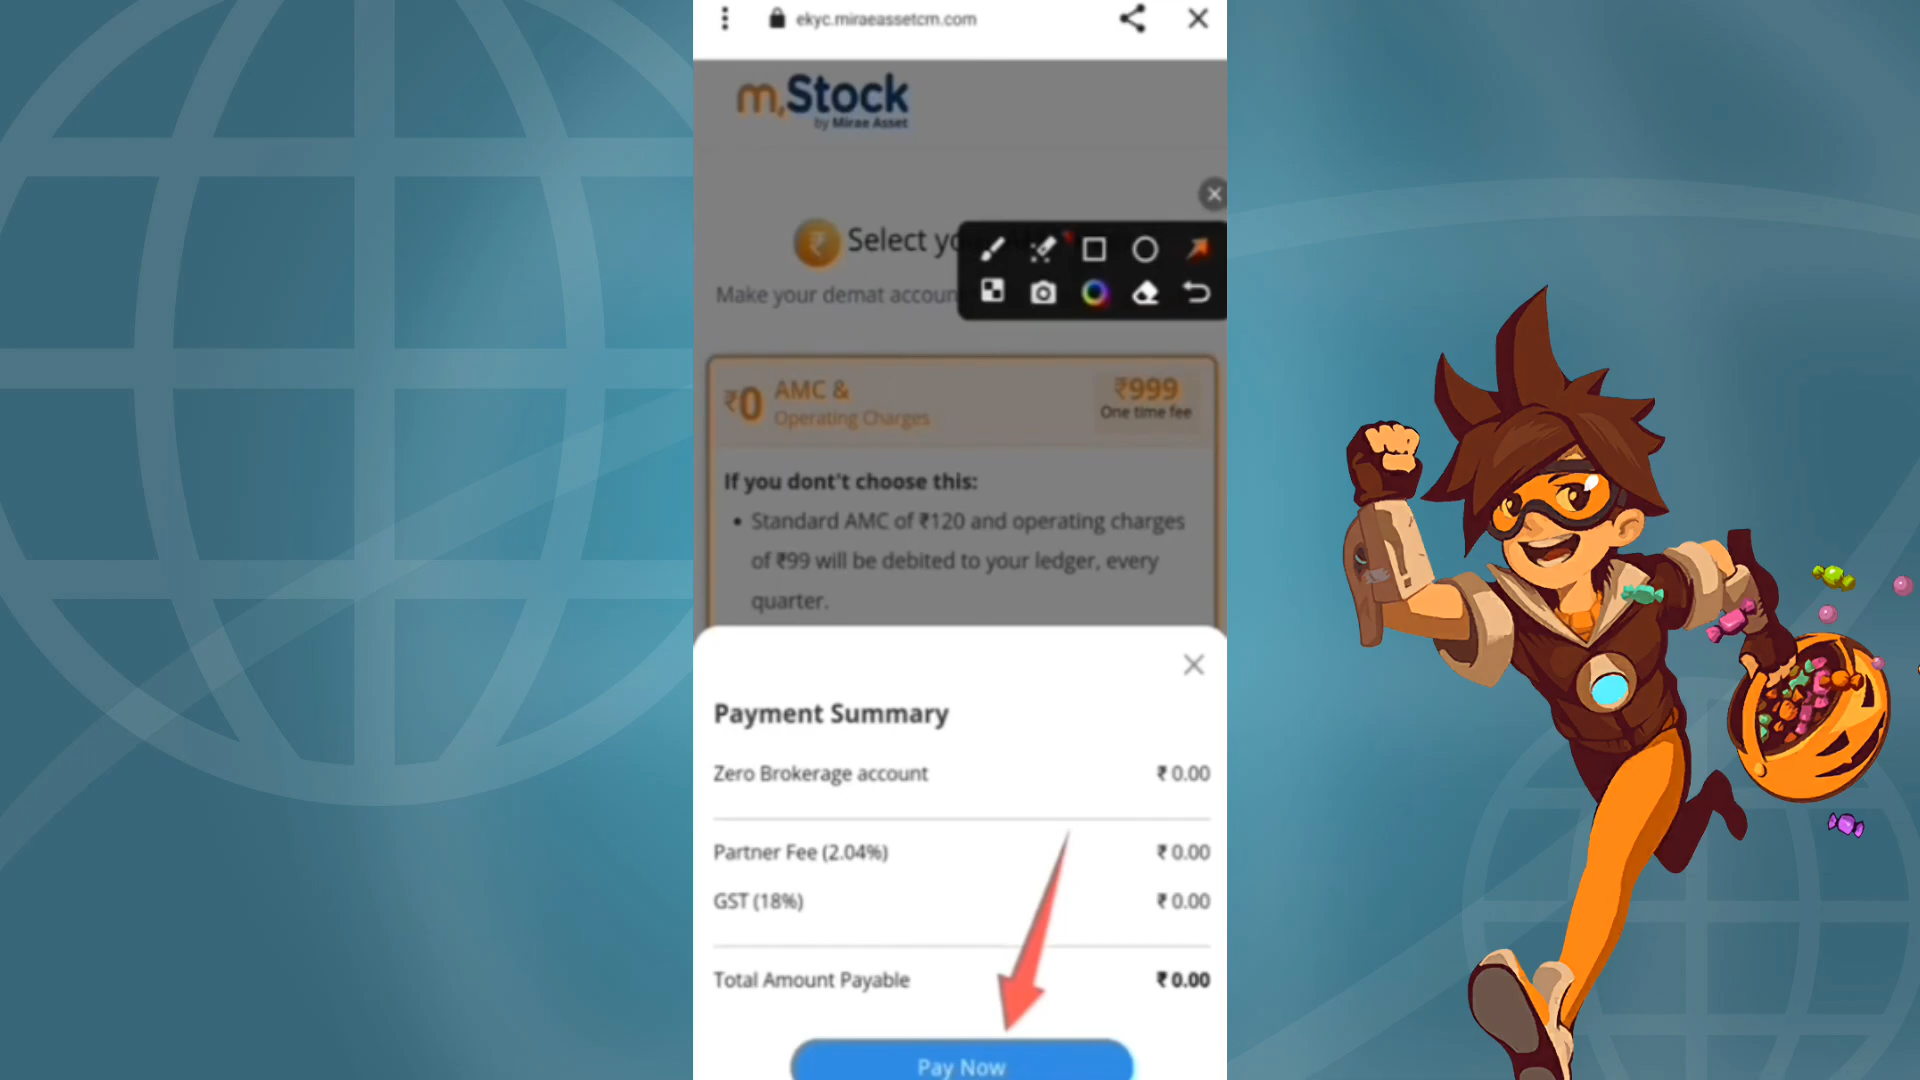 ekyc.miraeassetcm.com
m.Stock
by Mirae Asset
Select
Make your demat accoun
₹0 AMC & ₹999
Operating Charges One time fee
If you dont't choose this:
• Standard AMC of ₹120 and operating charges
of ₹99 will be debited to your ledger, every
quarter.
Payment Summary
Zero Brokerage account ₹ 0.00
Partner Fee (2.04%) ₹ 0.00
GST (18%) ₹ 0.00
Total Amount Payable ₹ 0.00
Pay Now